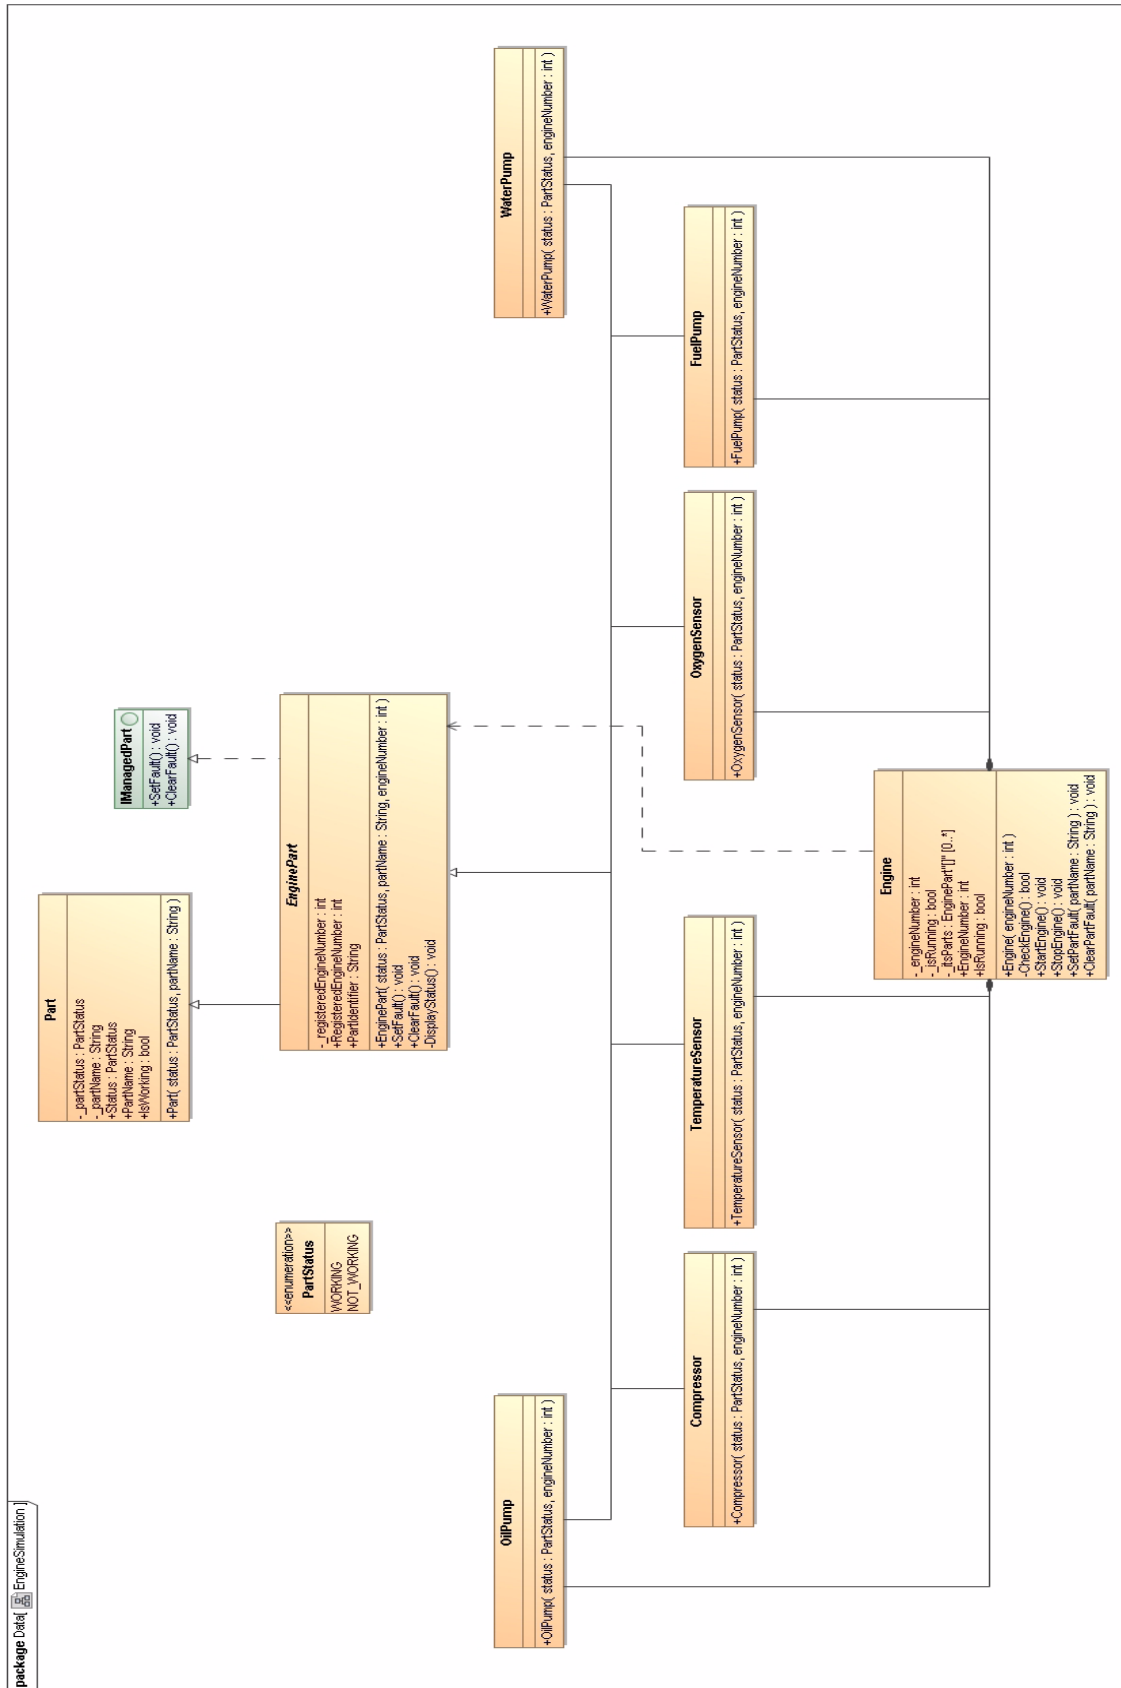 package Data[ EngineSimulation ]
Part
-_partStatus : PartStatus
-_partName : String
+Status : PartStatus
+PartName : String
+IsWorking : bool
+Part( status : PartStatus, partName : String )
IManagedPart
+SetFault() : void
+ClearFault() : void
<<enumeration>>
PartStatus
WORKING
NOT_WORKING
EnginePart
-_registeredEngineNumber : int
+RegisteredEngineNumber : int
+PartIdentifier : String
+EnginePart( status : PartStatus, partName : String, engineNumber : int )
+SetFault() : void
+ClearFault() : void
-DisplayStatus() : void
OilPump
+OilPump( status : PartStatus, engineNumber : int )
WaterPump
+WaterPump( status : PartStatus, engineNumber : int )
Compressor
+Compressor( status : PartStatus, engineNumber : int )
TemperatureSensor
+TemperatureSensor( status : PartStatus, engineNumber : int )
OxygenSensor
+OxygenSensor( status : PartStatus, engineNumber : int )
FuelPump
+FuelPump( status : PartStatus, engineNumber : int )
Engine
-_engineNumber : int
-_isRunning : bool
-_itsParts : EnginePart"[]" [0..*]
+EngineNumber : int
+IsRunning : bool
+Engine( engineNumber : int )
-CheckEngine() : bool
+StartEngine() : void
+StopEngine() : void
+SetPartFault( partName : String ) : void
+ClearPartFault( partName : String ) : void